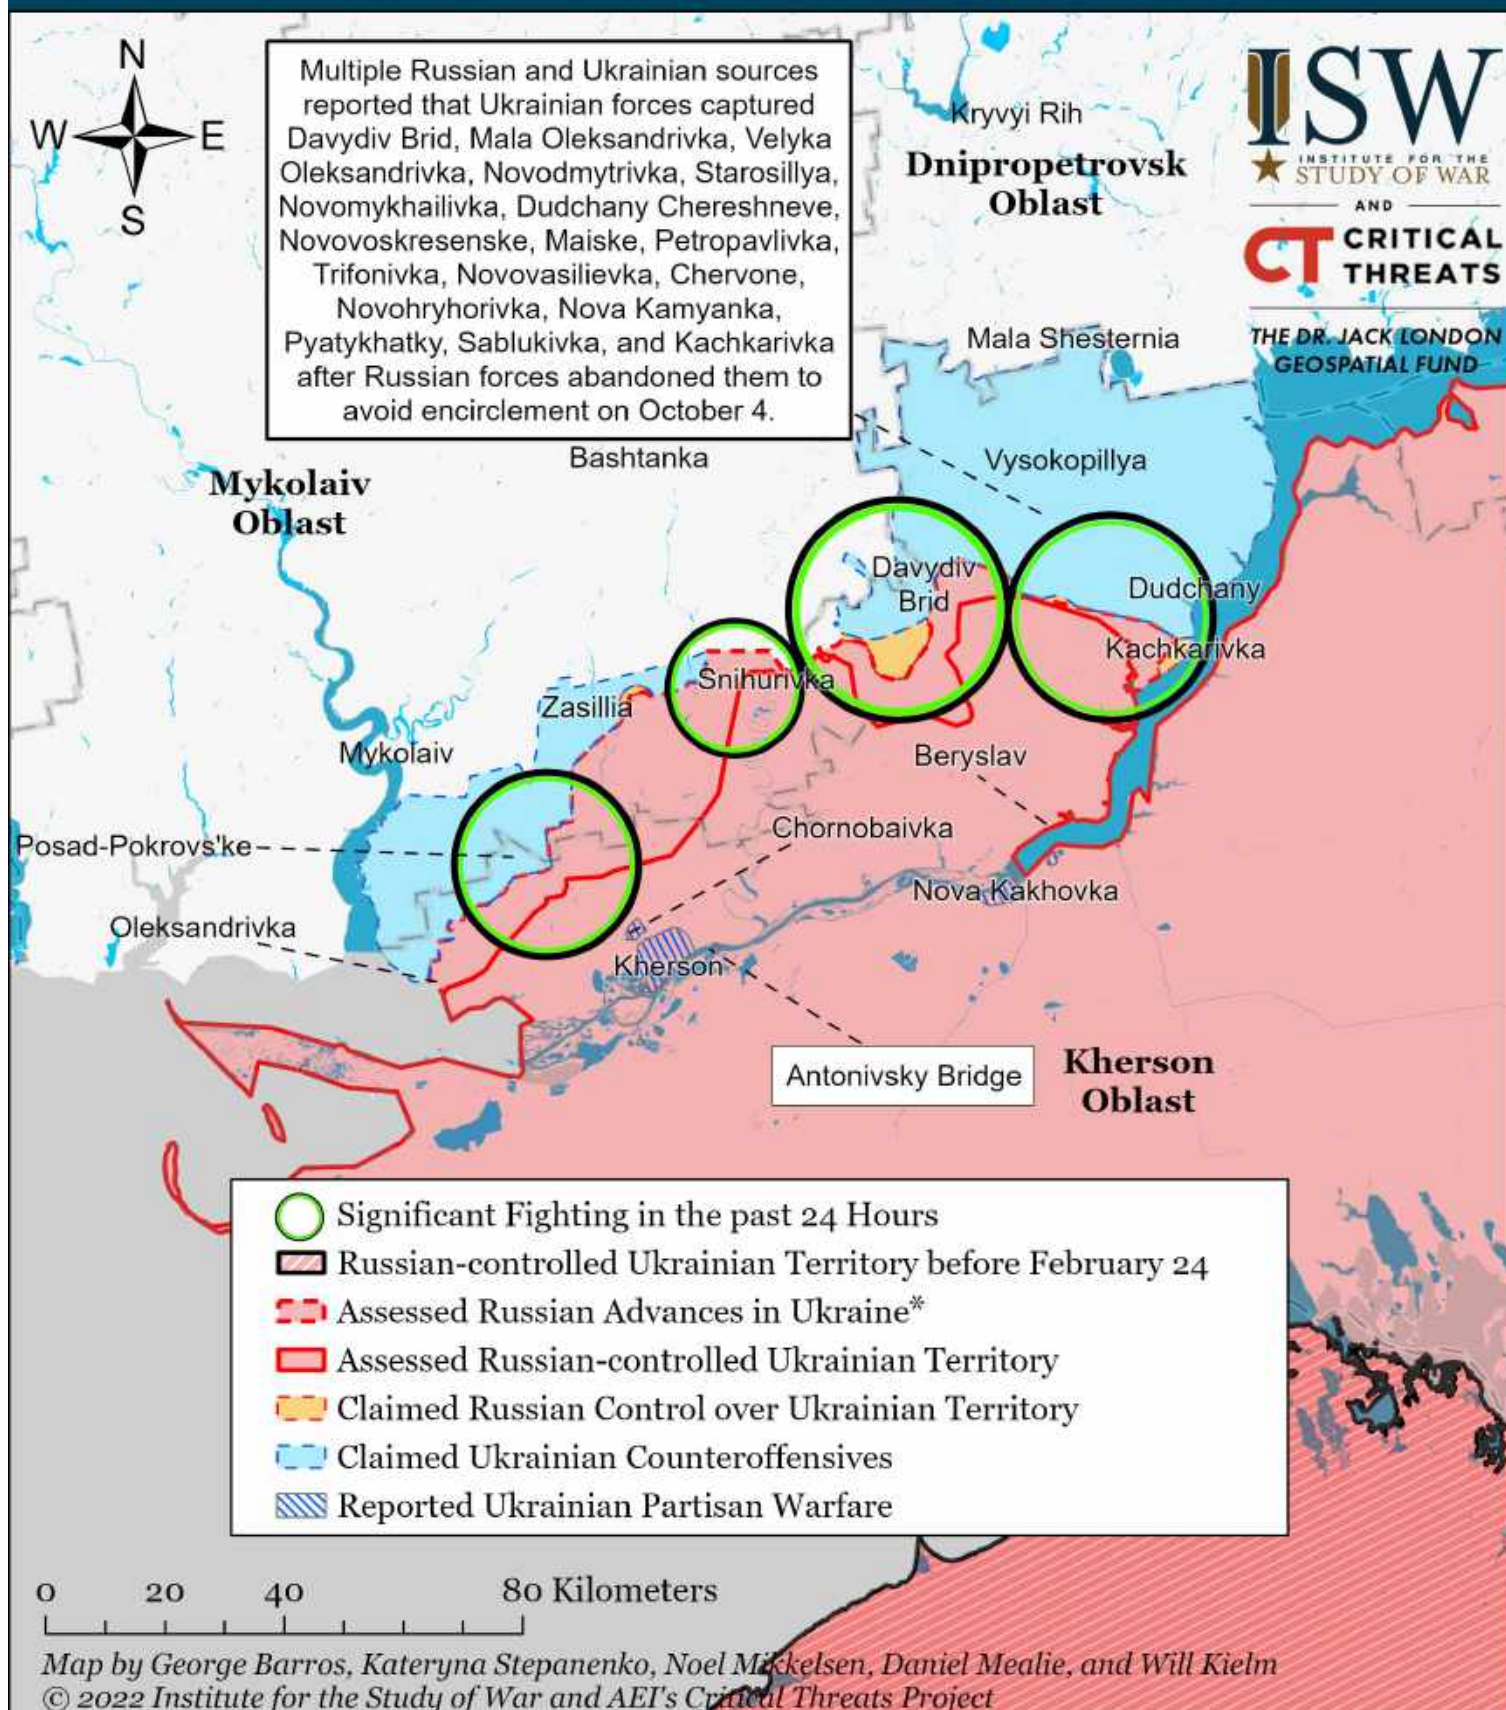 N
W E
S
Multiple Russian and Ukrainian sources
reported that Ukrainian forces captured
Davydiv Brid, Mala Oleksandrivka, Velyka
Oleksandrivka, Novodmytrivka, Starosillya,
Novomykhailivka, Dudchany Chereshneve,
Novovoskresenske, Maiske, Petropavlivka,
Trifonivka, Novovasilievka, Chervone,
Novohryhorivka, Nova Kamyanka,
Pyatykhatky, Sablukivka, and Kachkarivka
after Russian forces abandoned them to
avoid encirclement on October 4.
ISW
INSTITUTE FOR THE
STUDY OF WAR
AND
CT CRITICAL
THREATS
THE DR. JACK LONDON
GEOSPATIAL FUND
Kryvyi Rih
Dnipropetrovsk
Oblast
Mala Shesternia
Bashtanka
Vysokopillya
Mykolaiv
Oblast
Davydiv
Brid
Dudchany
Kachkarivka
Snihurivka
Zasillia
Mykolaiv
Beryslav
Chornobaivka
Posad-Pokrovs'ke
Nova Kakhovka
Oleksandrivka
Kherson
Antonivsky Bridge
Kherson
Oblast
Significant Fighting in the past 24 Hours
Russian-controlled Ukrainian Territory before February 24
Assessed Russian Advances in Ukraine*
Assessed Russian-controlled Ukrainian Territory
Claimed Russian Control over Ukrainian Territory
Claimed Ukrainian Counteroffensives
Reported Ukrainian Partisan Warfare
0 20 40 80 Kilometers
Map by George Barros, Kateryna Stepanenko, Noel Mikkelsen, Daniel Mealie, and Will Kielm
© 2022 Institute for the Study of War and AEI's Critical Threats Project